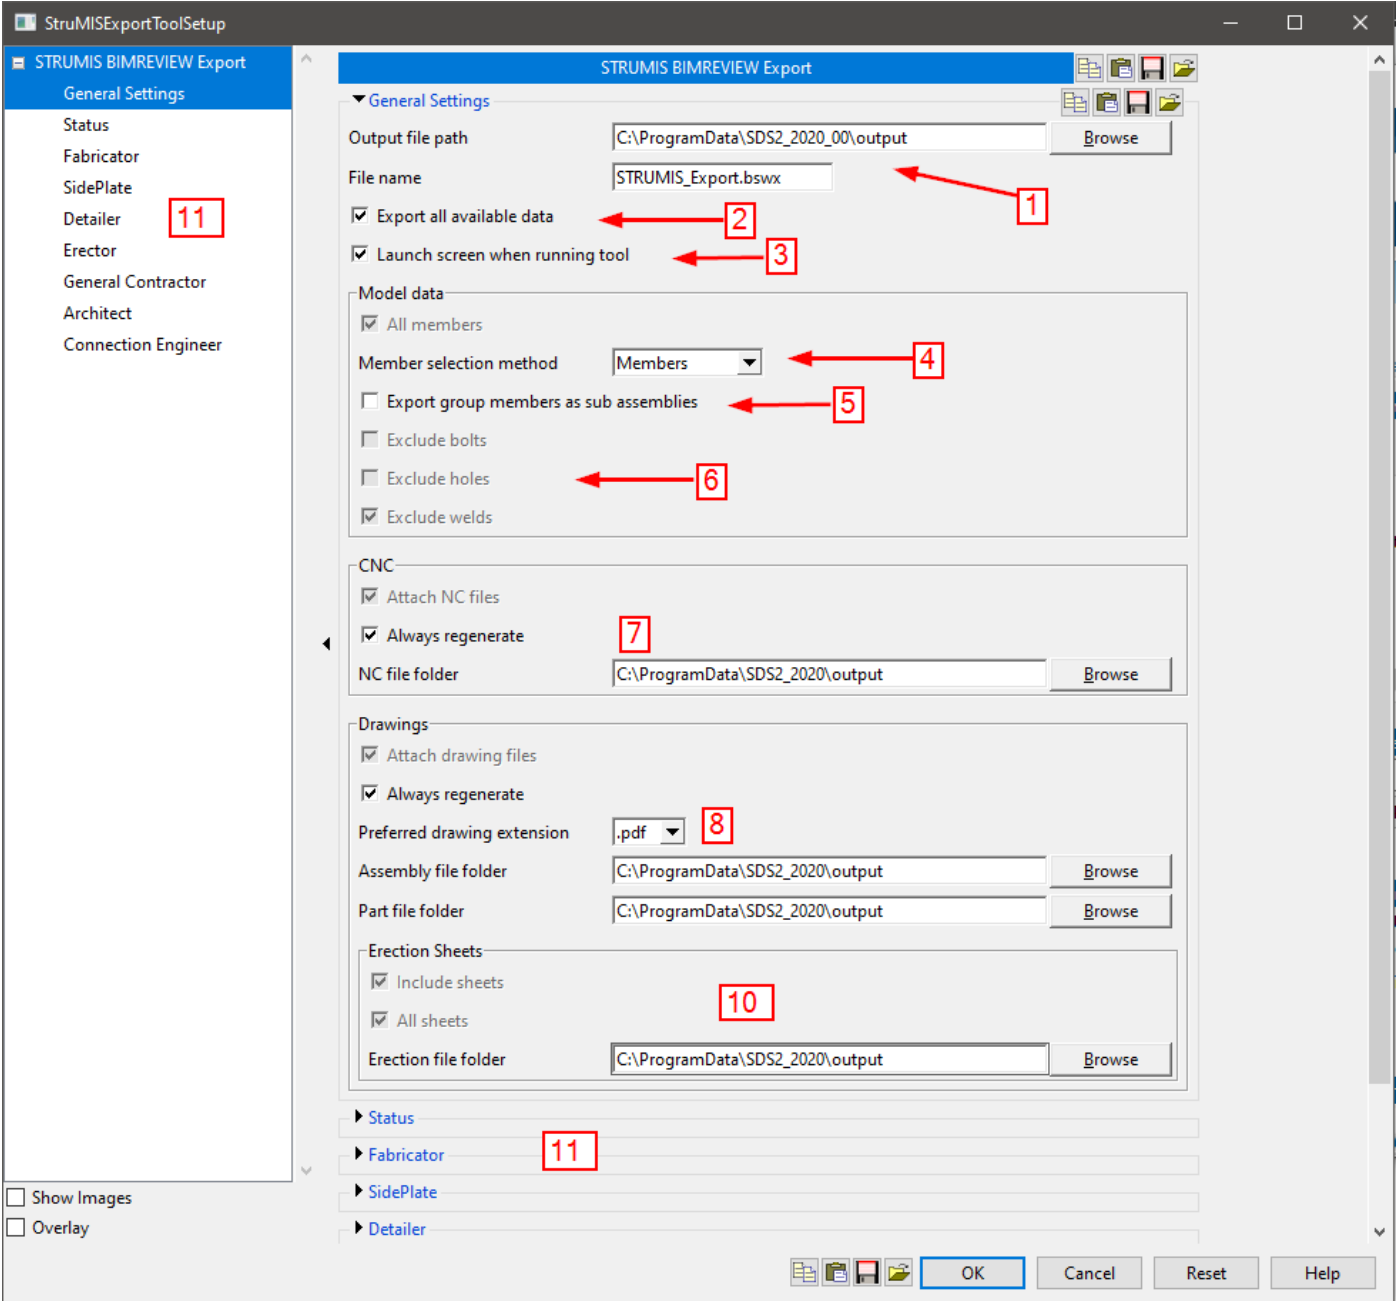 StruMISExportToolSetup
STRUMIS BIMREVIEW Export
General Settings
Status
Fabricator
SidePlate
Detailer
11
Erector
General Contractor
Architect
Connection Engineer
Show Images
Overlay
STRUMIS BIMREVIEW Export
General Settings
Output file path C:\ProgramData\SDS2_2020_00\output Browse
File name STRUMIS_Export.bswx
1
Export all available data 2
Launch screen when running tool 3
Model data
All members
Member selection method Members 4
Export group members as sub assemblies 5
Exclude bolts
Exclude holes 6
Exclude welds
CNC
Attach NC files
Always regenerate 7
NC file folder C:\ProgramData\SDS2_2020\output Browse
Drawings
Attach drawing files
Always regenerate
Preferred drawing extension .pdf 8
Assembly file folder C:\ProgramData\SDS2_2020\output Browse
Part file folder C:\ProgramData\SDS2_2020\output Browse
Erection Sheets
Include sheets
10
All sheets
Erection file folder C:\ProgramData\SDS2_2020\output Browse
Status
Fabricator 11
SidePlate
Detailer
OK Cancel Reset Help